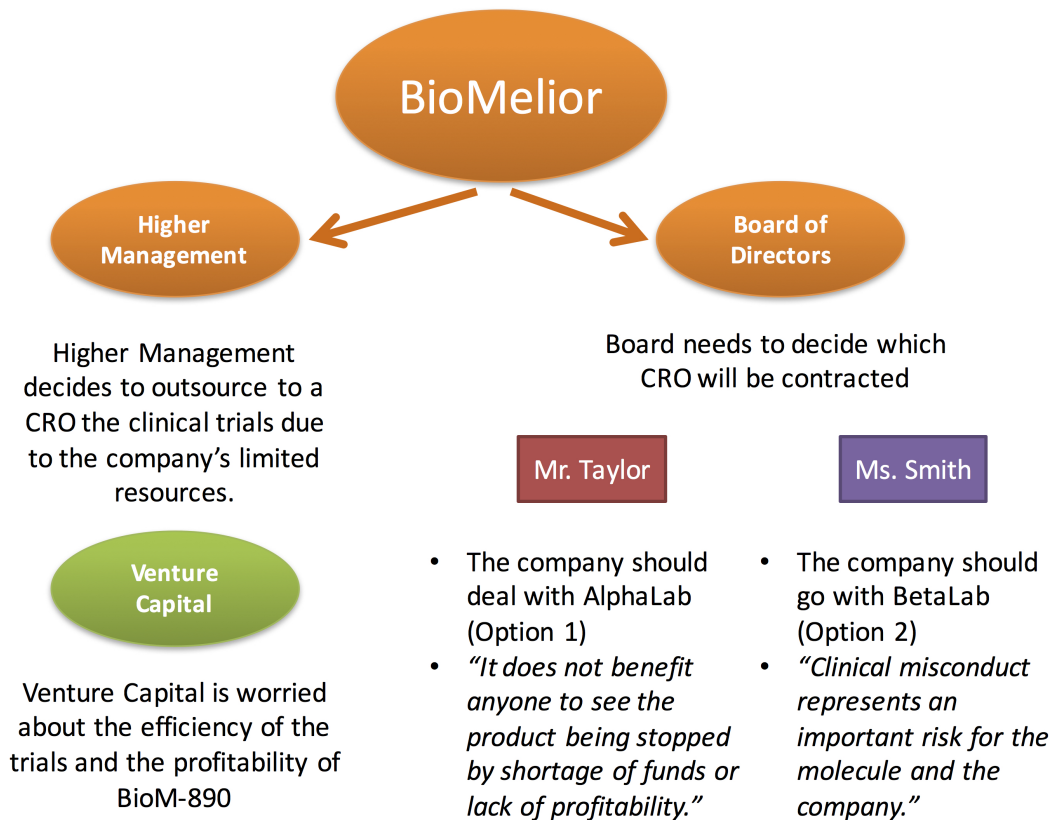 BioMelior
Higher
Management
Board of
Directors
Higher Management
decides to outsource to a
CRO the clinical trials due
to the company’s limited
resources.
Venture
Capital
Venture Capital is worried
about the efficiency of the
trials and the profitability of
BioM-890
Board needs to decide which
CRO will be contracted
Mr. Taylor
• The company should
deal with AlphaLab
(Option 1)
• “It does not benefit
anyone to see the
product being stopped
by shortage of funds or
lack of profitability.”
Ms. Smith
• The company should
go with BetaLab
(Option 2)
• “Clinical misconduct
represents an
important risk for the
molecule and the
company.”